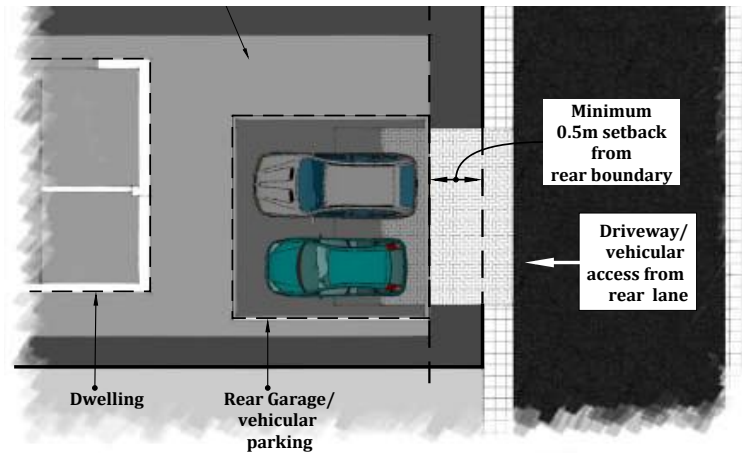 Minimum
0.5m setback
from
rear boundary
Driveway/
vehicular
access from
rear lane
Dwelling
Rear Garage/
vehicular
parking